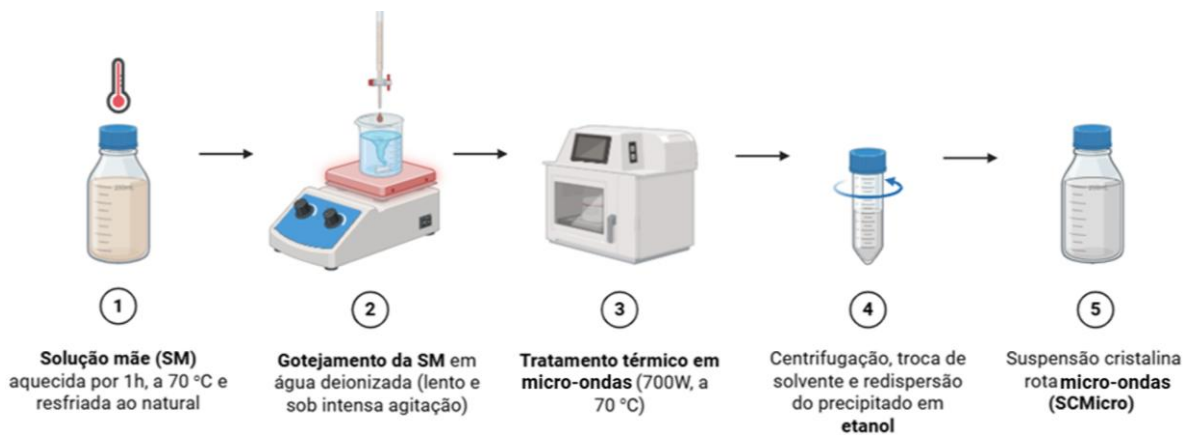 1
Solução mãe (SM)
aquecida por 1h, a 70 °C e
resfriada ao natural
2
Gotejamento da SM em
água deionizada (lento e
sob intensa agitação)
3
Tratamento térmico em
micro-ondas (700W, a
70 °C)
4
Centrifugação, troca de
solvente e redispersão
do precipitado em
etanol
5
Suspensão cristalina
rota micro-ondas
(SCMicro)